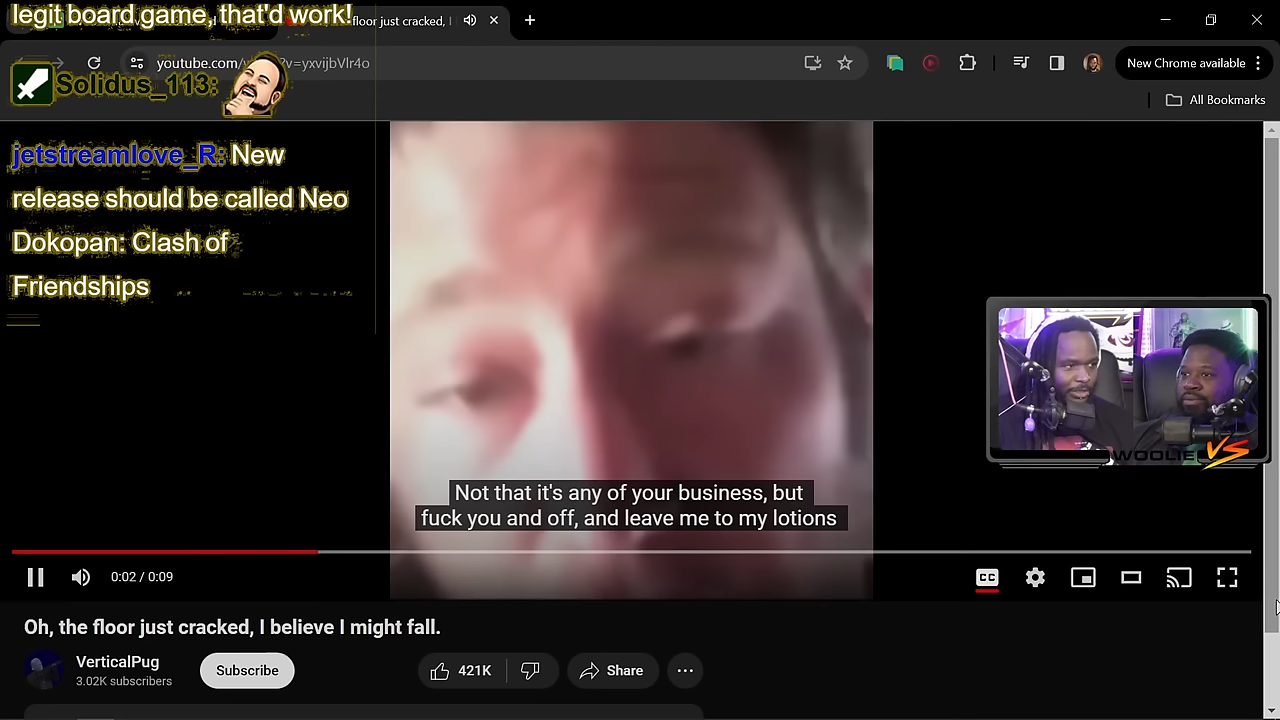 legit board game, that'd work!
floor just cracked, I
youtube.com/
?v=yxvijbVlr4o
New Chrome available
All Bookmarks
Solidus_113:
jetstreamlove_R: New
release should be called Neo
Dokopan: Clash of
Friendships
WOOLIE VS
Not that it's any of your business, but
fuck you and off, and leave me to my lotions
0:02 / 0:09
CC
Oh, the floor just cracked, I believe I might fall.
VerticalPug
3.02K subscribers
Subscribe
421K
Share